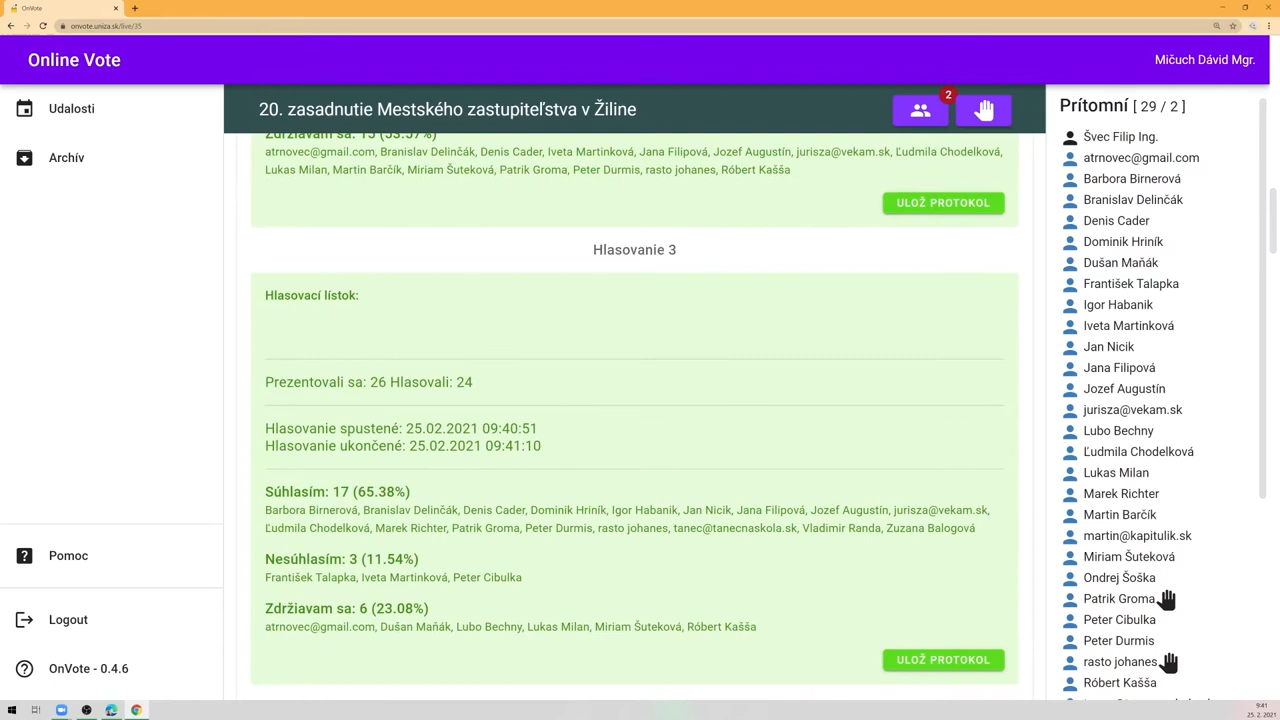 OnVote
onvote.uniza.sk/live/35
Online Vote
Mičuch Dávid Mgr.
Udalosti
Archív
Pomoc
Logout
OnVote - 0.4.6
20. zasadnutie Mestského zastupiteľstva v Žiline
2
Zdržiavam sa: 15 (53.57%)
atrnovec@gmail.com, Branislav Delinčák, Denis Cader, Iveta Martinková, Jana Filipová, Jozef Augustín, jurisza@vekam.sk, Ľudmila Chodelková,
Lukas Milan, Martin Barčík, Miriam Šuteková, Patrik Groma, Peter Durmis, rasto johanes, Róbert Kašša
ULOŽ PROTOKOL
Hlasovanie 3
Hlasovací lístok:
Prezentovali sa: 26 Hlasovali: 24
Hlasovanie spustené: 25.02.2021 09:40:51
Hlasovanie ukončené: 25.02.2021 09:41:10
Súhlasím: 17 (65.38%)
Barbora Birnerová, Branislav Delinčák, Denis Cader, Dominik Hriník, Igor Habanik, Jan Nicik, Jana Filipová, Jozef Augustín, jurisza@vekam.sk,
Ľudmila Chodelková, Marek Richter, Patrik Groma, Peter Durmis, rasto johanes, tanec@tanecnaskola.sk, Vladimir Randa, Zuzana Balogová
Nesúhlasím: 3 (11.54%)
František Talapka, Iveta Martinková, Peter Cibulka
Zdržiavam sa: 6 (23.08%)
atrnovec@gmail.com, Dušan Maňák, Lubo Bechny, Lukas Milan, Miriam Šuteková, Róbert Kašša
ULOŽ PROTOKOL
Prítomní [ 29 / 2 ]
Švec Filip Ing.
atrnovec@gmail.com
Barbora Birnerová
Branislav Delinčák
Denis Cader
Dominik Hriník
Dušan Maňák
František Talapka
Igor Habanik
Iveta Martinková
Jan Nicik
Jana Filipová
Jozef Augustín
jurisza@vekam.sk
Lubo Bechny
Ľudmila Chodelková
Lukas Milan
Marek Richter
Martin Barčík
martin@kapitulik.sk
Miriam Šuteková
Ondrej Šoška
Patrik Groma
Peter Cibulka
Peter Durmis
rasto johanes
Róbert Kašša
9:41
25. 2. 2021